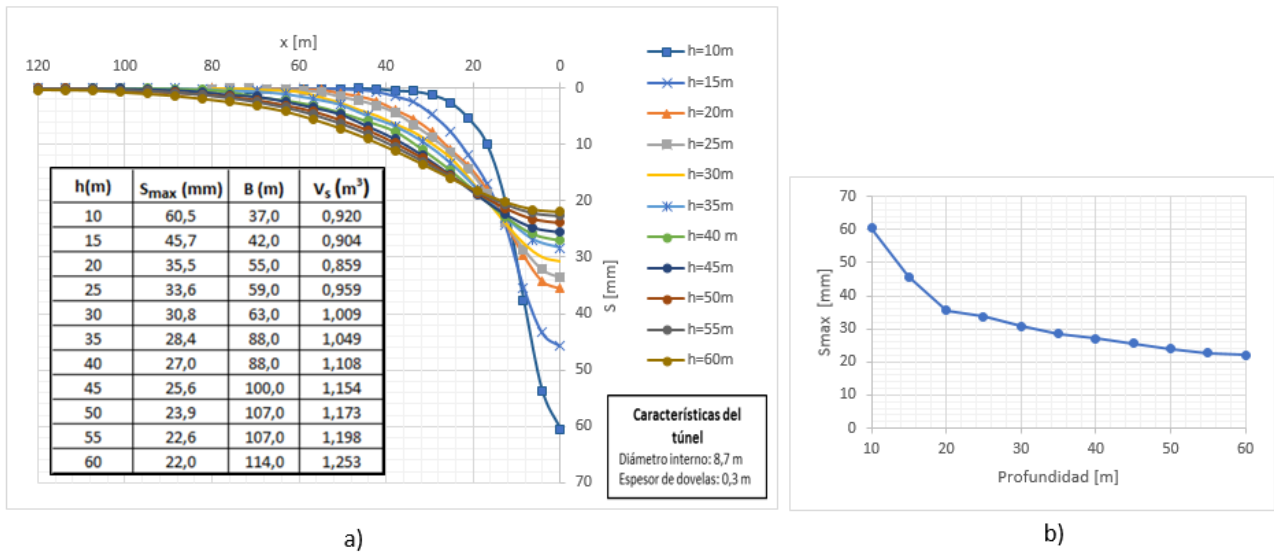 x [m]
120 100 80 60 40 20 0
0
10
20
30
40
50
60
70
S [mm]
h(m) Smax (mm) B (m) Vs (m³)
10 60,5 37,0 0,920
15 45,7 42,0 0,904
20 35,5 55,0 0,859
25 33,6 59,0 0,959
30 30,8 63,0 1,009
35 28,4 88,0 1,049
40 27,0 88,0 1,108
45 25,6 100,0 1,154
50 23,9 107,0 1,173
55 22,6 107,0 1,198
60 22,0 114,0 1,253
h=10m
h=15m
h=20m
h=25m
h=30m
h=35m
h=40 m
h=45m
h=50m
h=55m
h=60m
Características del
túnel
Diámetro interno: 8,7 m
Espesor de dovelas: 0,3 m
a)
70
60
50
40
30
20
10
0
Smax [mm]
10 20 30 40 50 60
Profundidad [m]
b)